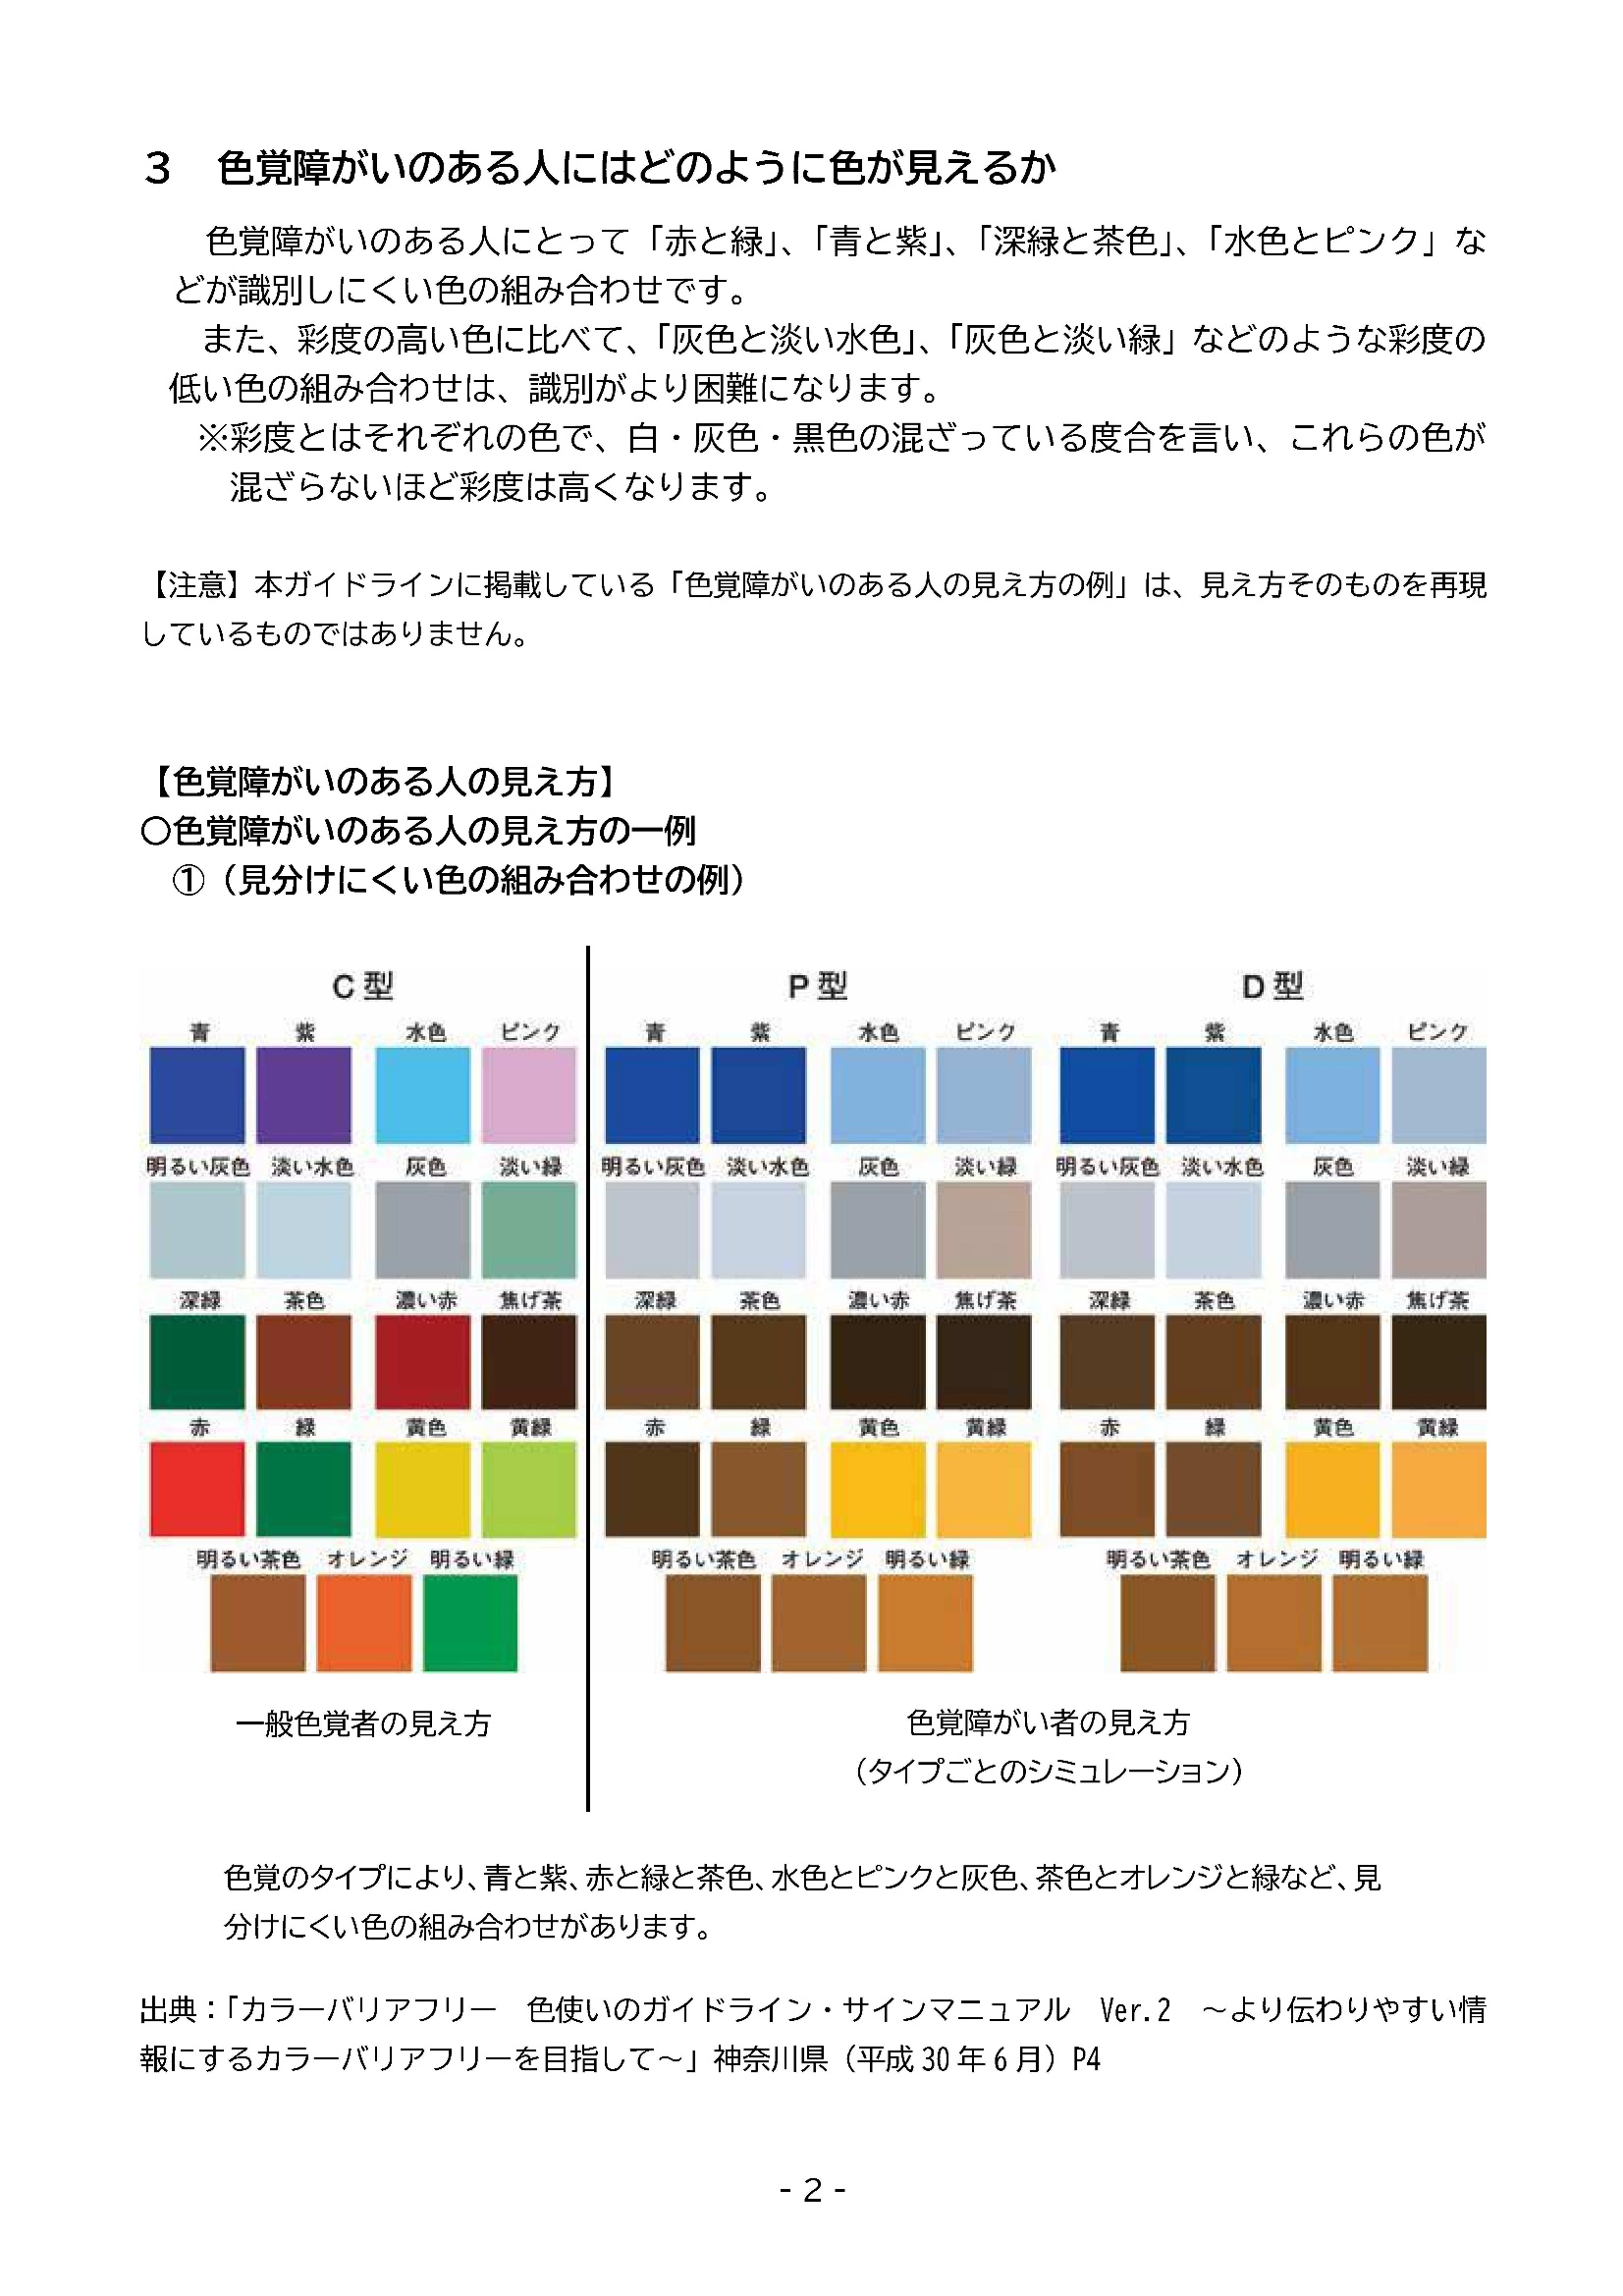 ３　色覚障がいのある人にはどのように色が見えるか
色覚障がいのある人にとって「赤と緑」、「青と紫」、「深緑と茶色」、「水色とピンク」な
どが識別しにくい色の組み合わせです。
また、彩度の高い色に比べて、「灰色と淡い水色」、「灰色と淡い緑」などのような彩度の
低い色の組み合わせは、識別がより困難になります。
※彩度とはそれぞれの色で、白・灰色・黒色の混ざっている度合を言い、これらの色が
混ざらないほど彩度は高くなります。
【注意】本ガイドラインに掲載している「色覚障がいのある人の見え方の例」は、見え方そのものを再現
しているものではありません。
【色覚障がいのある人の見え方】
〇色覚障がいのある人の見え方の一例
①（見分けにくい色の組み合わせの例）
C 型　P 型　D 型
青　紫　水色　ピンク　青　紫　水色　ピンク　青　紫　水色　ピンク
明るい灰色　淡い水色　灰色　淡い緑　明るい灰色　淡い水色　灰色　淡い緑　明るい灰色　淡い水色　灰色　淡い緑
深緑　茶色　濃い赤　焦げ茶　深緑　茶色　濃い赤　焦げ茶　深緑　茶色　濃い赤　焦げ茶
赤　緑　黄色　黄緑　赤　緑　黄色　黄緑　赤　緑　黄色　黄緑
明るい茶色　オレンジ　明るい緑　明るい茶色　オレンジ　明るい緑　明るい茶色　オレンジ　明るい緑
一般色覚者の見え方　色覚障がい者の見え方
（タイプごとのシミュレーション）
色覚のタイプにより、青と紫、赤と緑と茶色、水色とピンクと灰色、茶色とオレンジと緑など、見
分けにくい色の組み合わせがあります。
出典：「カラーバリアフリー　色使いのガイドライン・サインマニュアル　Ver.2　～より伝わりやすい情
報にするカラーバリアフリーを目指して～」神奈川県（平成 30 年 6 月）P4
- 2 -